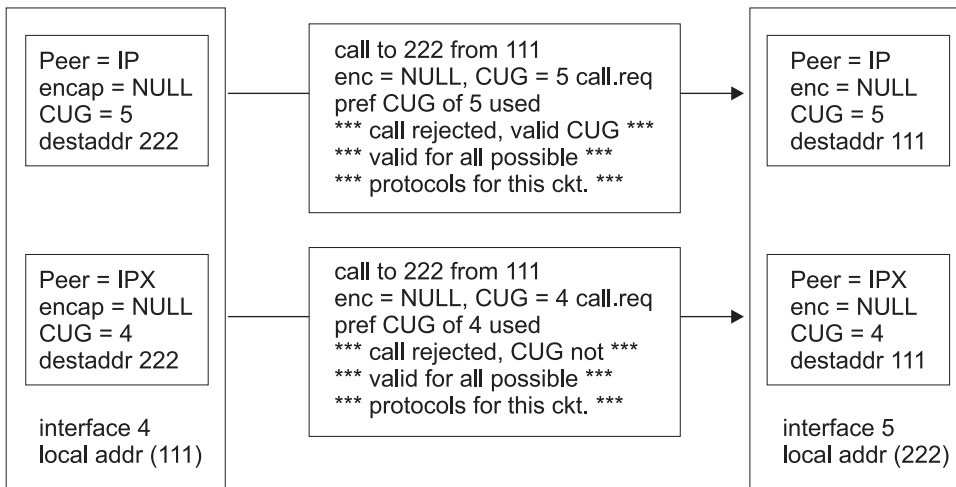 Peer = IP
encap = NULL
CUG = 5
destaddr 222
call to 222 from 111
enc = NULL, CUG = 5 call.req
pref CUG of 5 used
*** call rejected, valid CUG ***
*** valid for all possible ***
*** protocols for this ckt. ***
Peer = IP
enc = NULL
CUG = 5
destaddr 111
Peer = IPX
encap = NULL
CUG = 4
destaddr 222
call to 222 from 111
enc = NULL, CUG = 4 call.req
pref CUG of 4 used
*** call rejected, CUG not ***
*** valid for all possible ***
*** protocols for this ckt. ***
Peer = IPX
enc = NULL
CUG = 4
destaddr 111
interface 4
local addr (111)
interface 5
local addr (222)